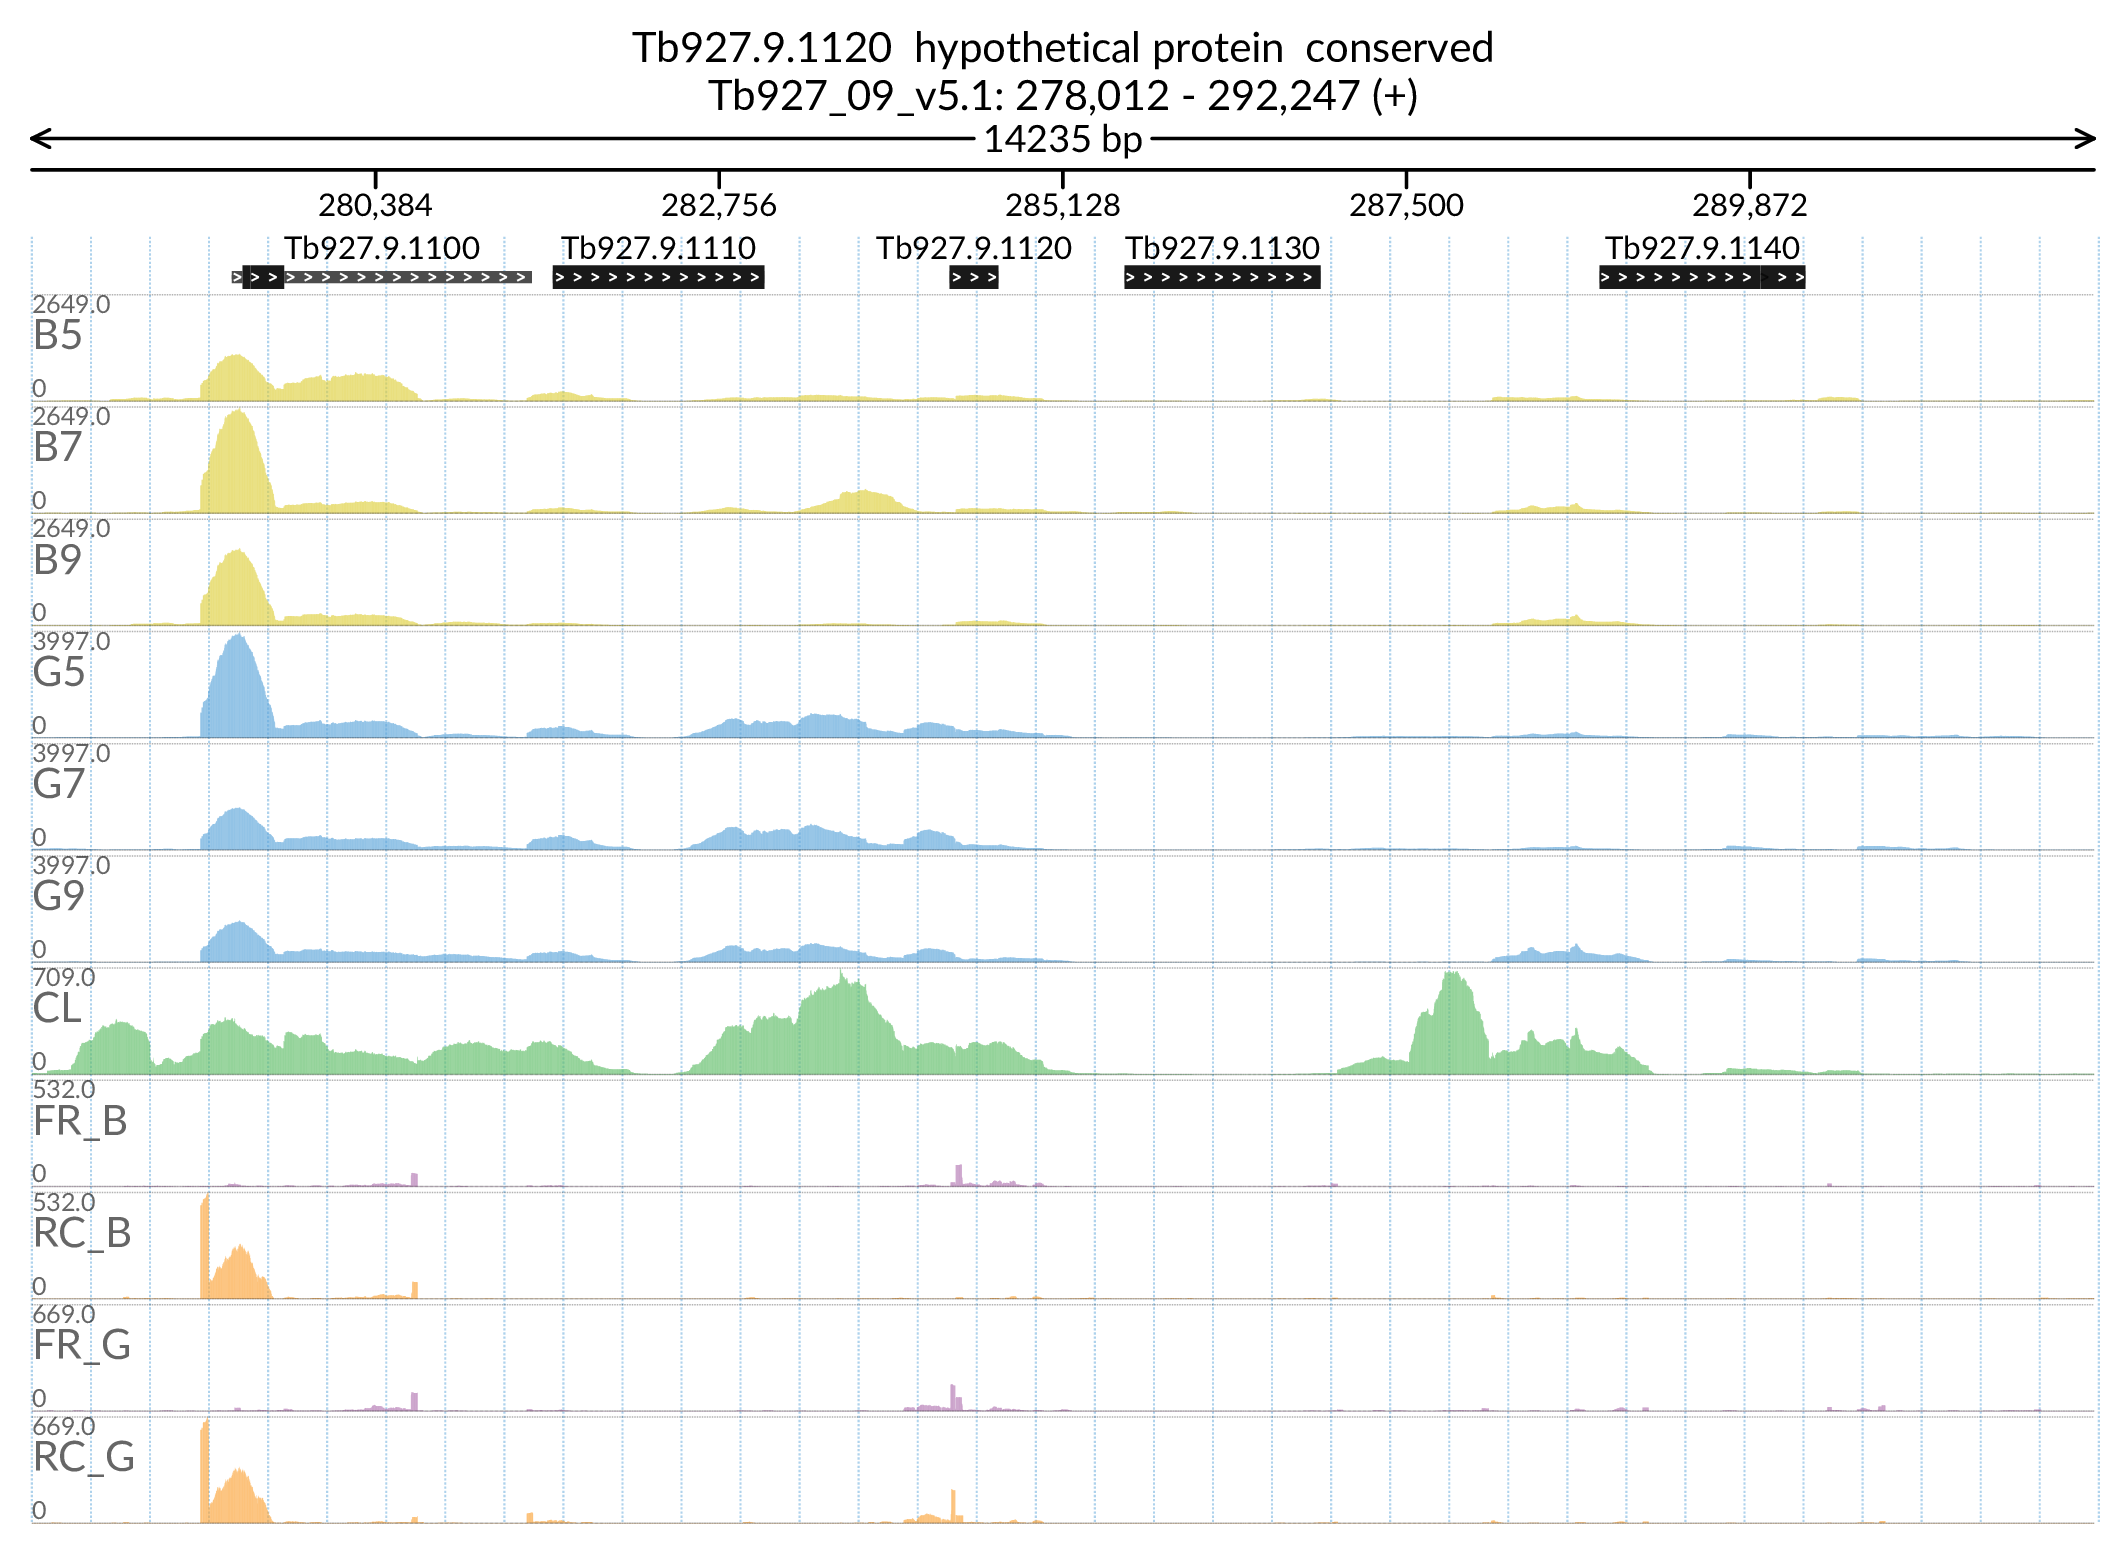 Tb927.9.1120 hypothetical protein conserved
Tb927_09_v5.1: 278,012 - 292,247 (+)
14235 bp
280,384 282,756 285,128 287,500 289,872
Tb927.9.1100 Tb927.9.1110 Tb927.9.1120 Tb927.9.1130 Tb927.9.1140
2649.0
B5
0
2649.0
B7
0
2649.0
B9
0
3997.0
G5
0
3997.0
G7
0
3997.0
G9
0
709.0
CL
0
532.0
FR_B
0
532.0
RC_B
0
669.0
FR_G
0
669.0
RC_G
0